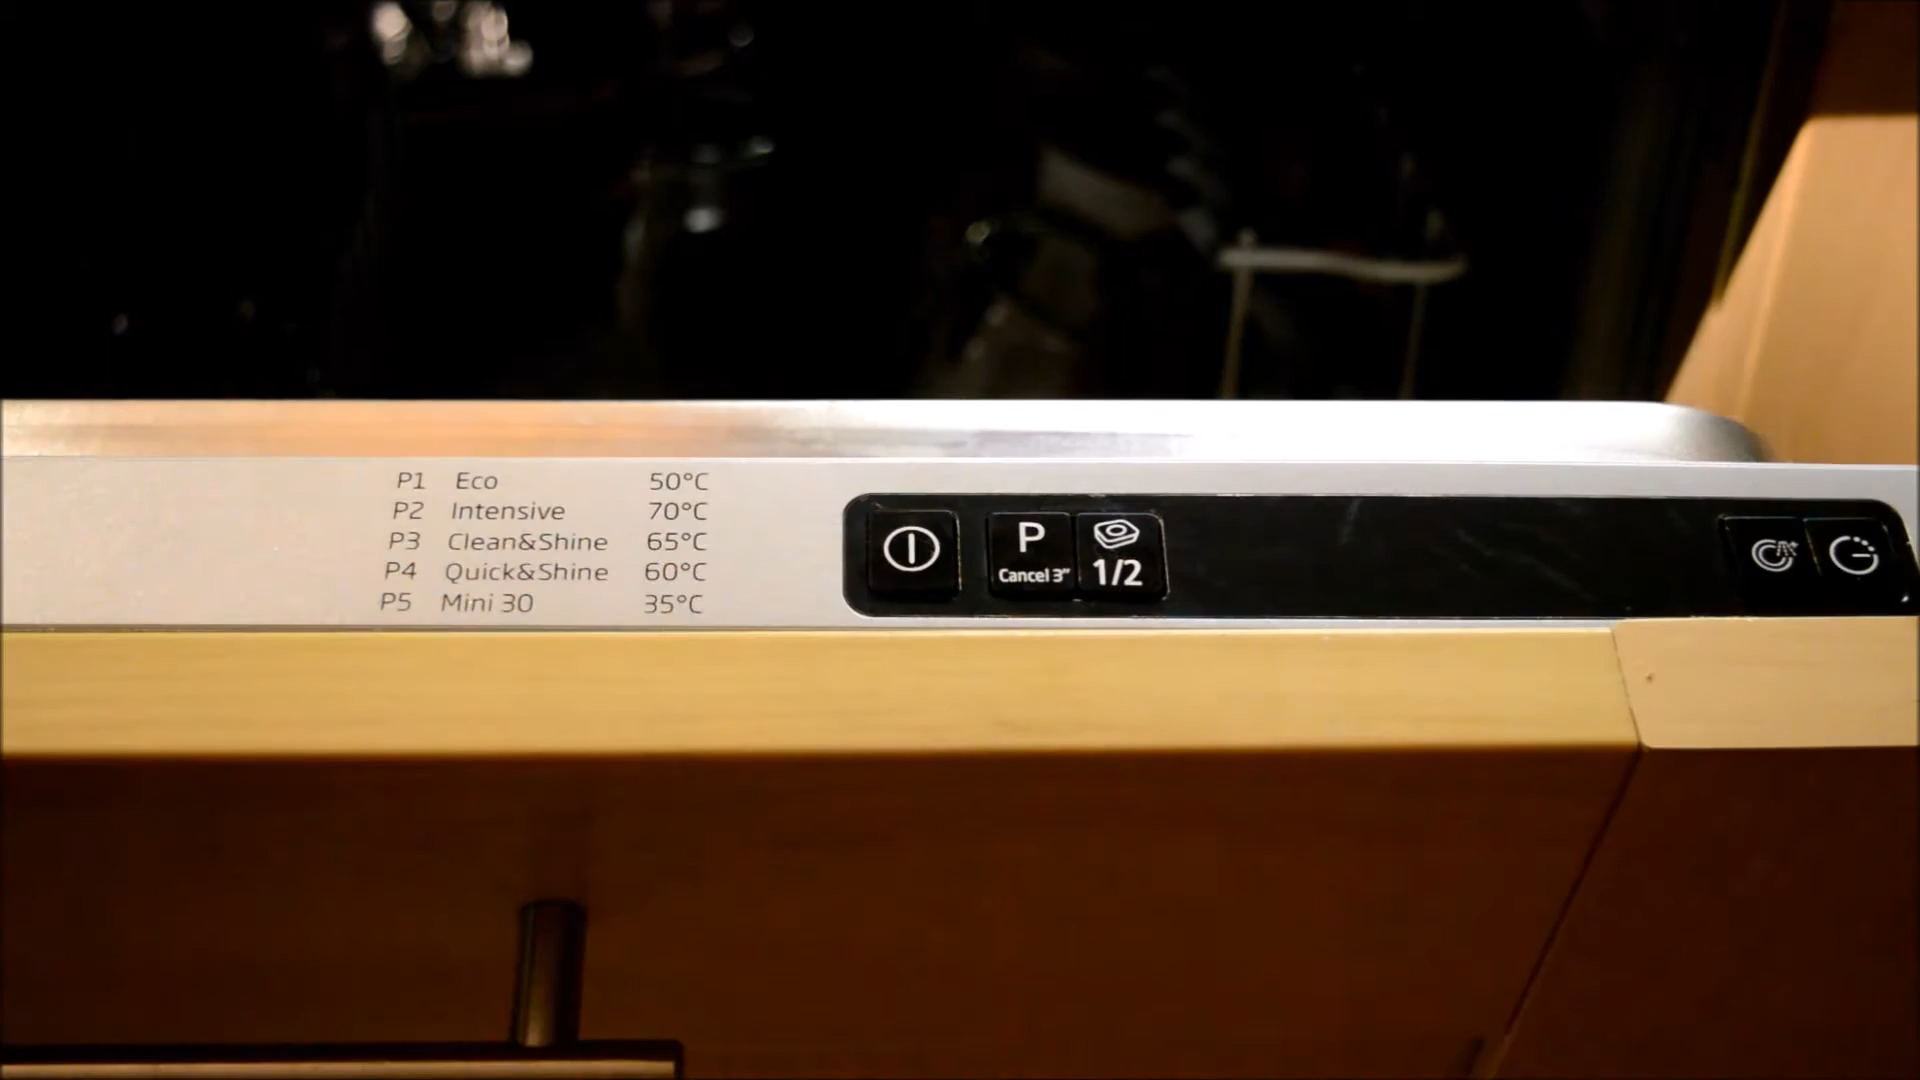 P1 Eco 50°C
P2 Intensive 70°C
P3 Clean&Shine 65°C
P4 Quick&Shine 60°C
P5 Mini 30 35°C
P
Cancel 3"
1/2